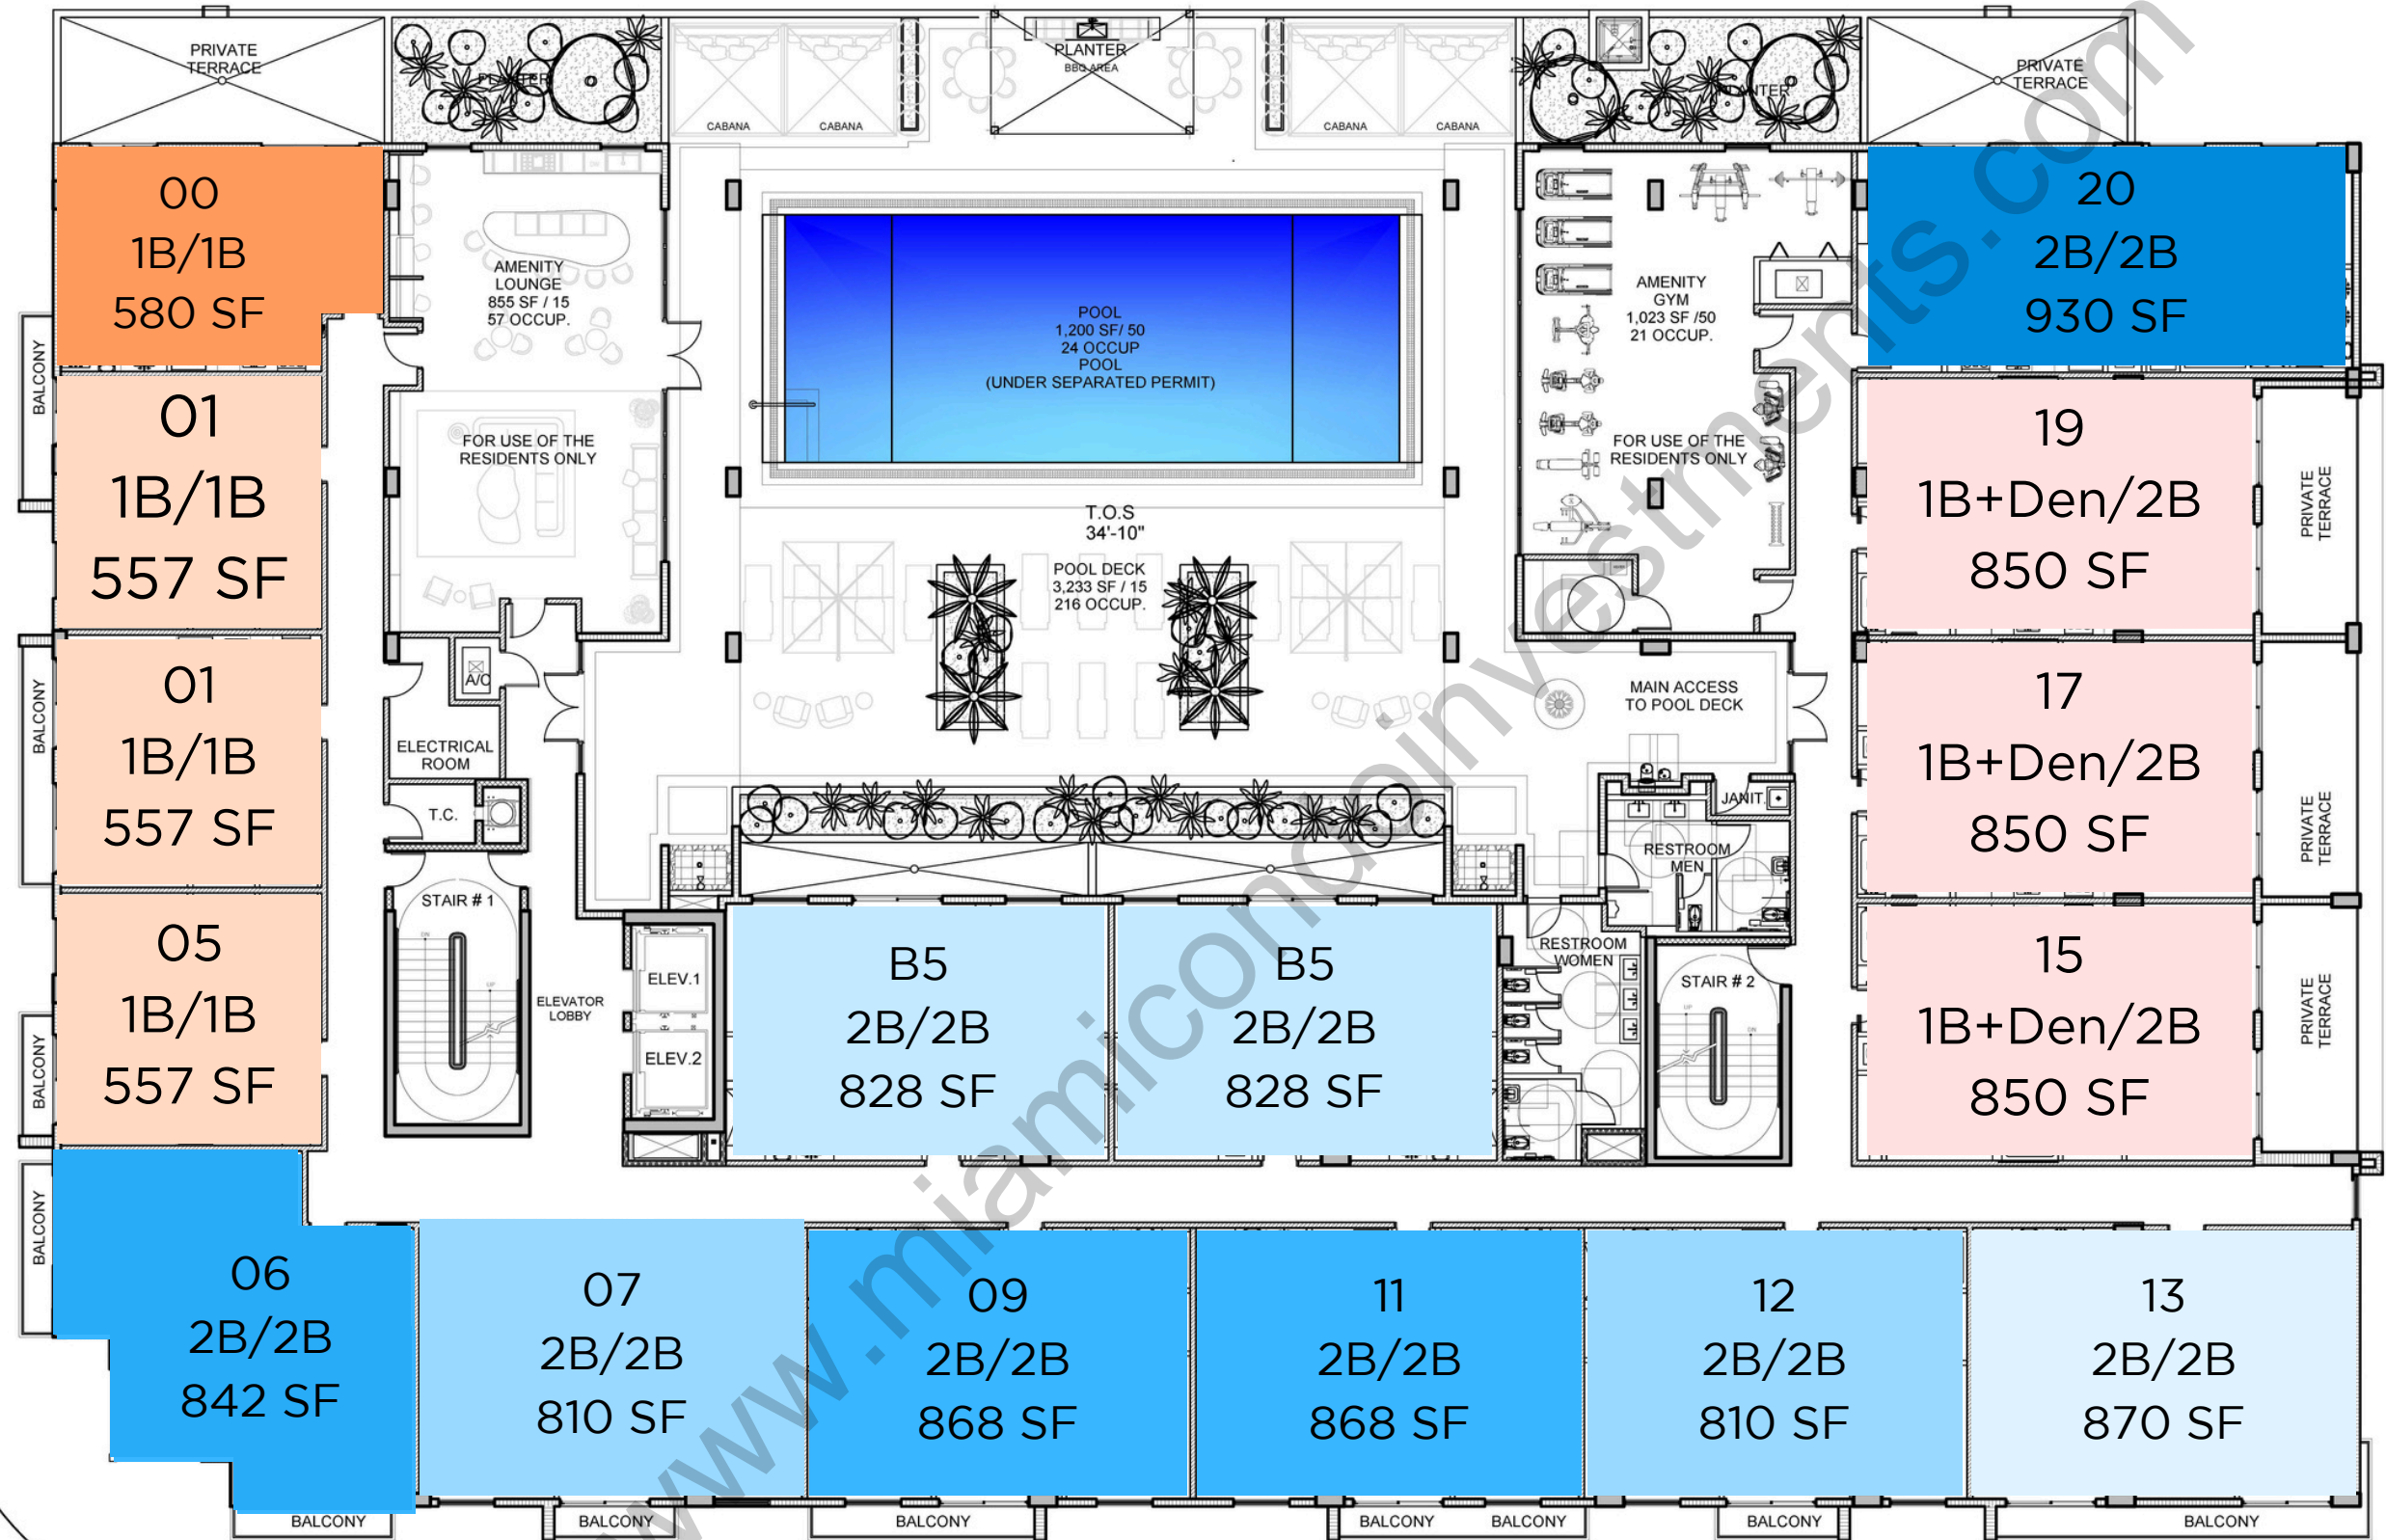 PRIVATE
TERRACE
PLANTER
CABANA
CABANA
PLANTER
BBQ AREA
CABANA
CABANA
PLANTER
PRIVATE
TERRACE
00
1B/1B
580 SF
BALCONY
AMENITY
LOUNGE
855 SF / 15
57 OCCUP.
FOR USE OF THE
RESIDENTS ONLY
POOL
1,200 SF/ 50
24 OCCUP
POOL
(UNDER SEPARATED PERMIT)
AMENITY
GYM
1,023 SF /50
21 OCCUP.
FOR USE OF THE
RESIDENTS ONLY
20
2B/2B
930 SF
01
1B/1B
557 SF
19
1B+Den/2B
850 SF
PRIVATE
TERRACE
T.O.S
34'-10"
POOL DECK
3,233 SF / 15
216 OCCUP.
01
1B/1B
557 SF
BALCONY
A/C
ELECTRICAL
ROOM
T.C.
MAIN ACCESS
TO POOL DECK
JANIT.
RESTROOM
MEN
17
1B+Den/2B
850 SF
PRIVATE
TERRACE
05
1B/1B
557 SF
BALCONY
STAIR # 1
DN
UP
ELEVATOR
LOBBY
ELEV.1
ELEV.2
B5
2B/2B
828 SF
B5
2B/2B
828 SF
RESTROOM
WOMEN
STAIR # 2
UP
DN
15
1B+Den/2B
850 SF
PRIVATE
TERRACE
BALCONY
06
2B/2B
842 SF
07
2B/2B
810 SF
09
2B/2B
868 SF
11
2B/2B
868 SF
12
2B/2B
810 SF
13
2B/2B
870 SF
BALCONY
BALCONY
BALCONY
BALCONY
BALCONY
BALCONY
BALCONY
www.miamicondoinvestments.com